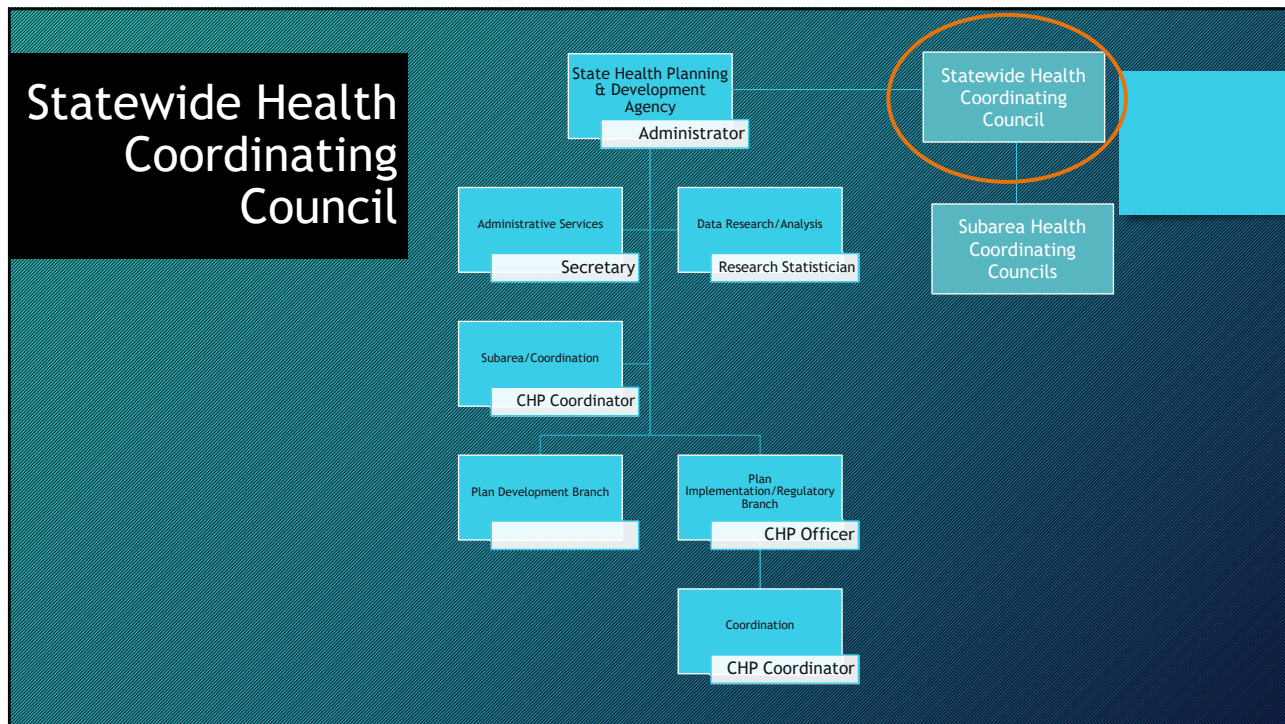 Statewide Health
Coordinating
Council
State Health Planning
& Development
Agency
Administrator
Statewide Health
Coordinating
Council
Administrative Services
Secretary
Data Research/Analysis
Research Statistician
Subarea Health
Coordinating
Councils
Subarea/Coordination
CHP Coordinator
Plan Development Branch
Plan
Implementation/Regulatory
Branch
CHP Officer
Coordination
CHP Coordinator